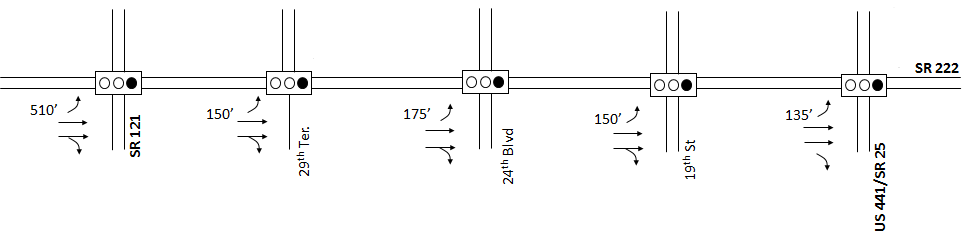 SR 222
510’
150’
175’
150’
135’
SR 121
29th Ter.
24th Blvd
19th St
US 441/SR 25